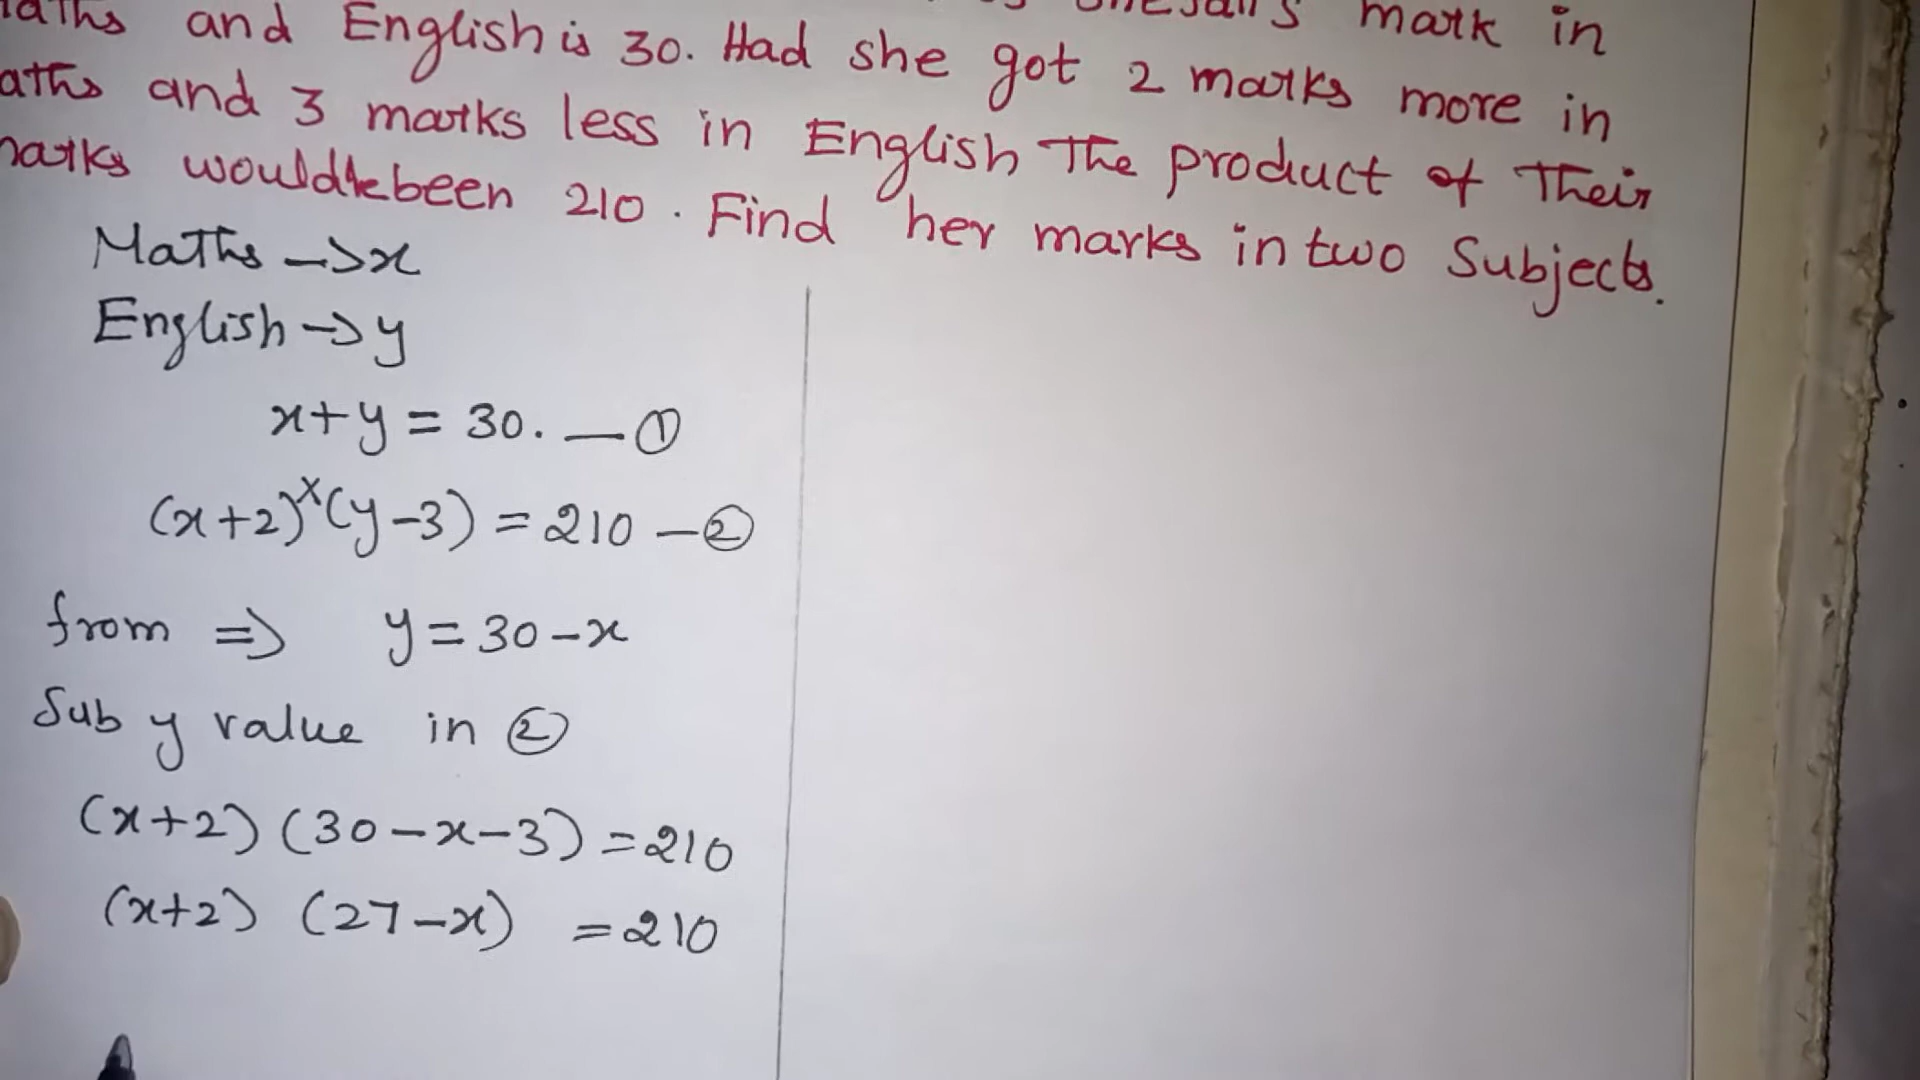 mark in
and English is 30. Had she got 2 marks more in
and 3 marks less in English The product of Their
would've been 210. Find her marks in two Subjects.
Maths -> x
English -> y
x+y = 30. — ①
(x+2)×(y-3) = 210 — ②
from => y = 30-x
Sub y value in ②
(x+2) (30-x-3) = 210
(x+2) (27-x) = 210